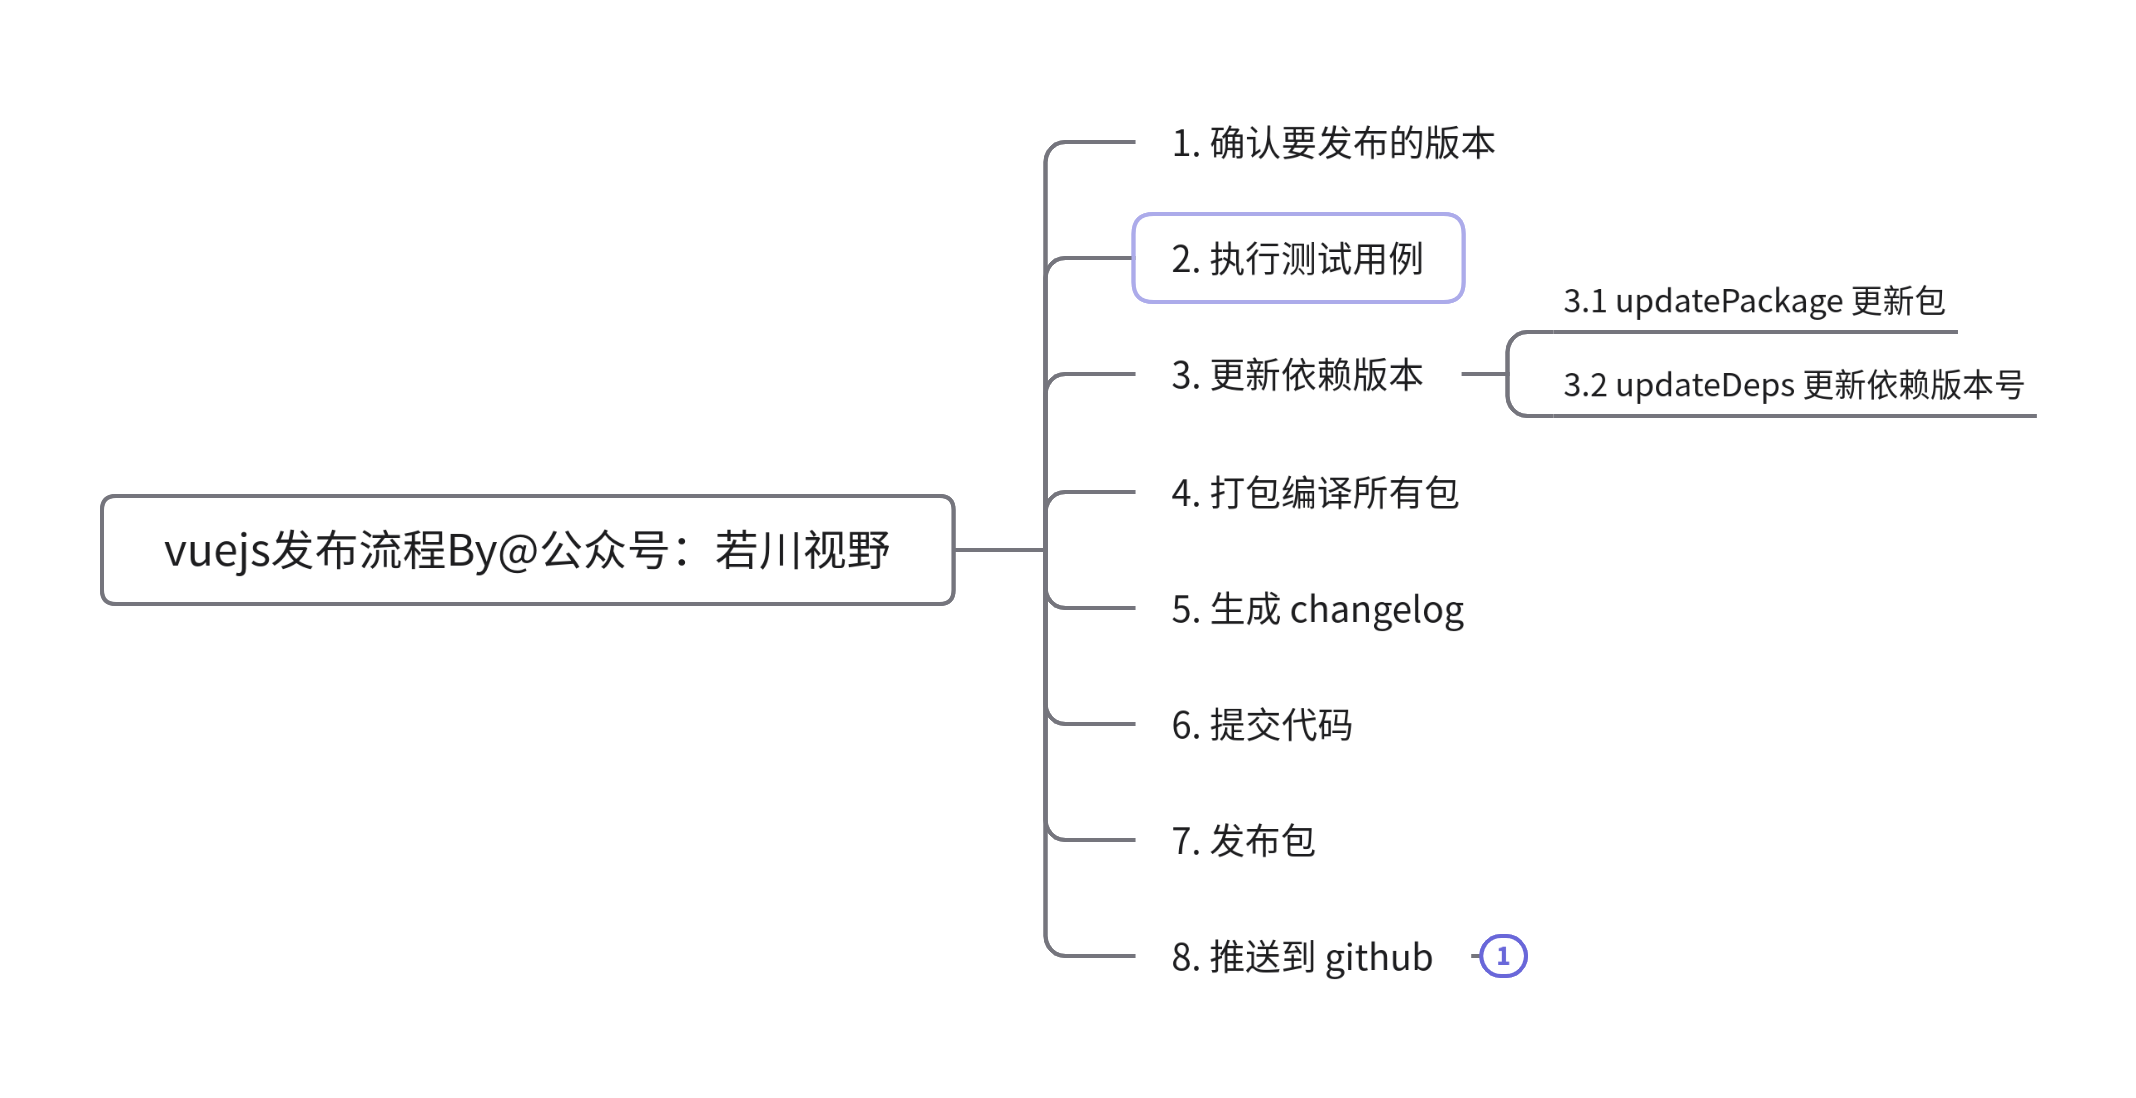 vuejs发布流程By@公众号：若川视野
1. 确认要发布的版本
2. 执行测试用例
3. 更新依赖版本
3.1 updatePackage 更新包
3.2 updateDeps 更新依赖版本号
4. 打包编译所有包
5. 生成 changelog
6. 提交代码
7. 发布包
8. 推送到 github
1